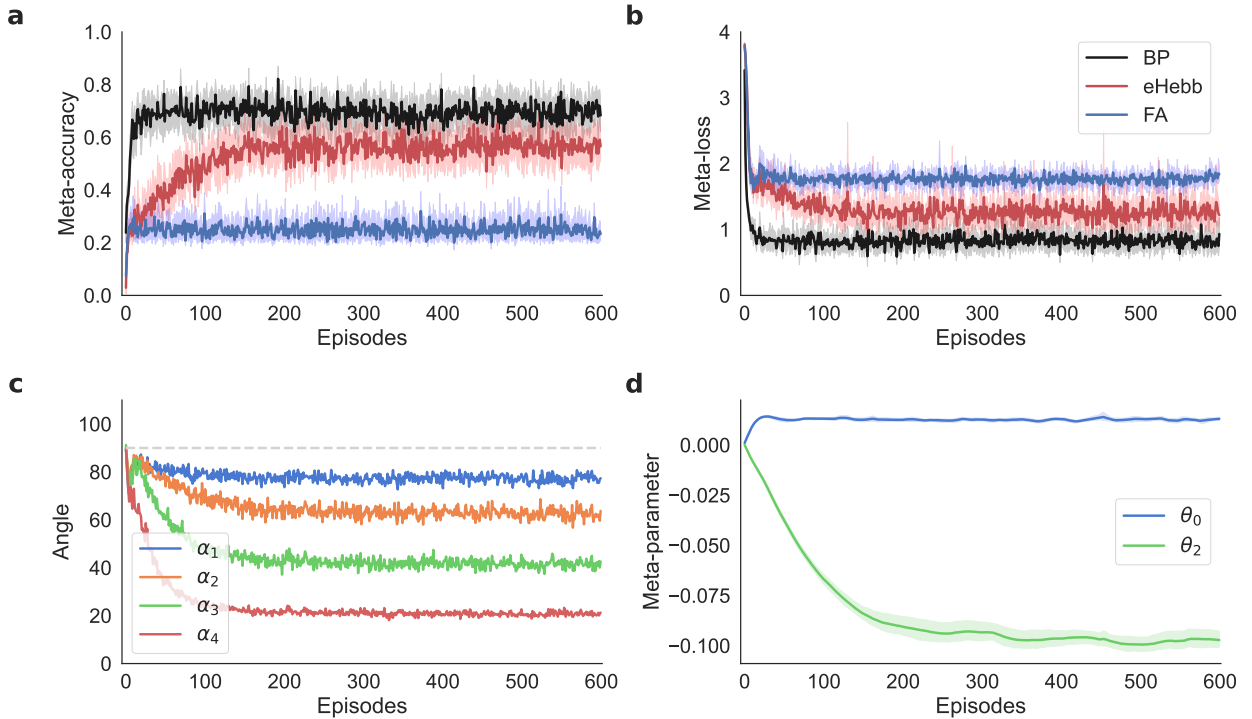 a
1.0
0.8
0.6
0.4
0.2
0.0
Meta-accuracy
0 100 200 300 400 500 600
Episodes
b
4
3
2
1
0
Meta-loss
BP
eHebb
FA
0 100 200 300 400 500 600
Episodes
c
100
80
60
40
20
0
Angle
α₁
α₂
α₃
α₄
0 100 200 300 400 500 600
Episodes
d
0.000
−0.025
−0.050
−0.075
−0.100
Meta-parameter
θ₀
θ₂
0 100 200 300 400 500 600
Episodes